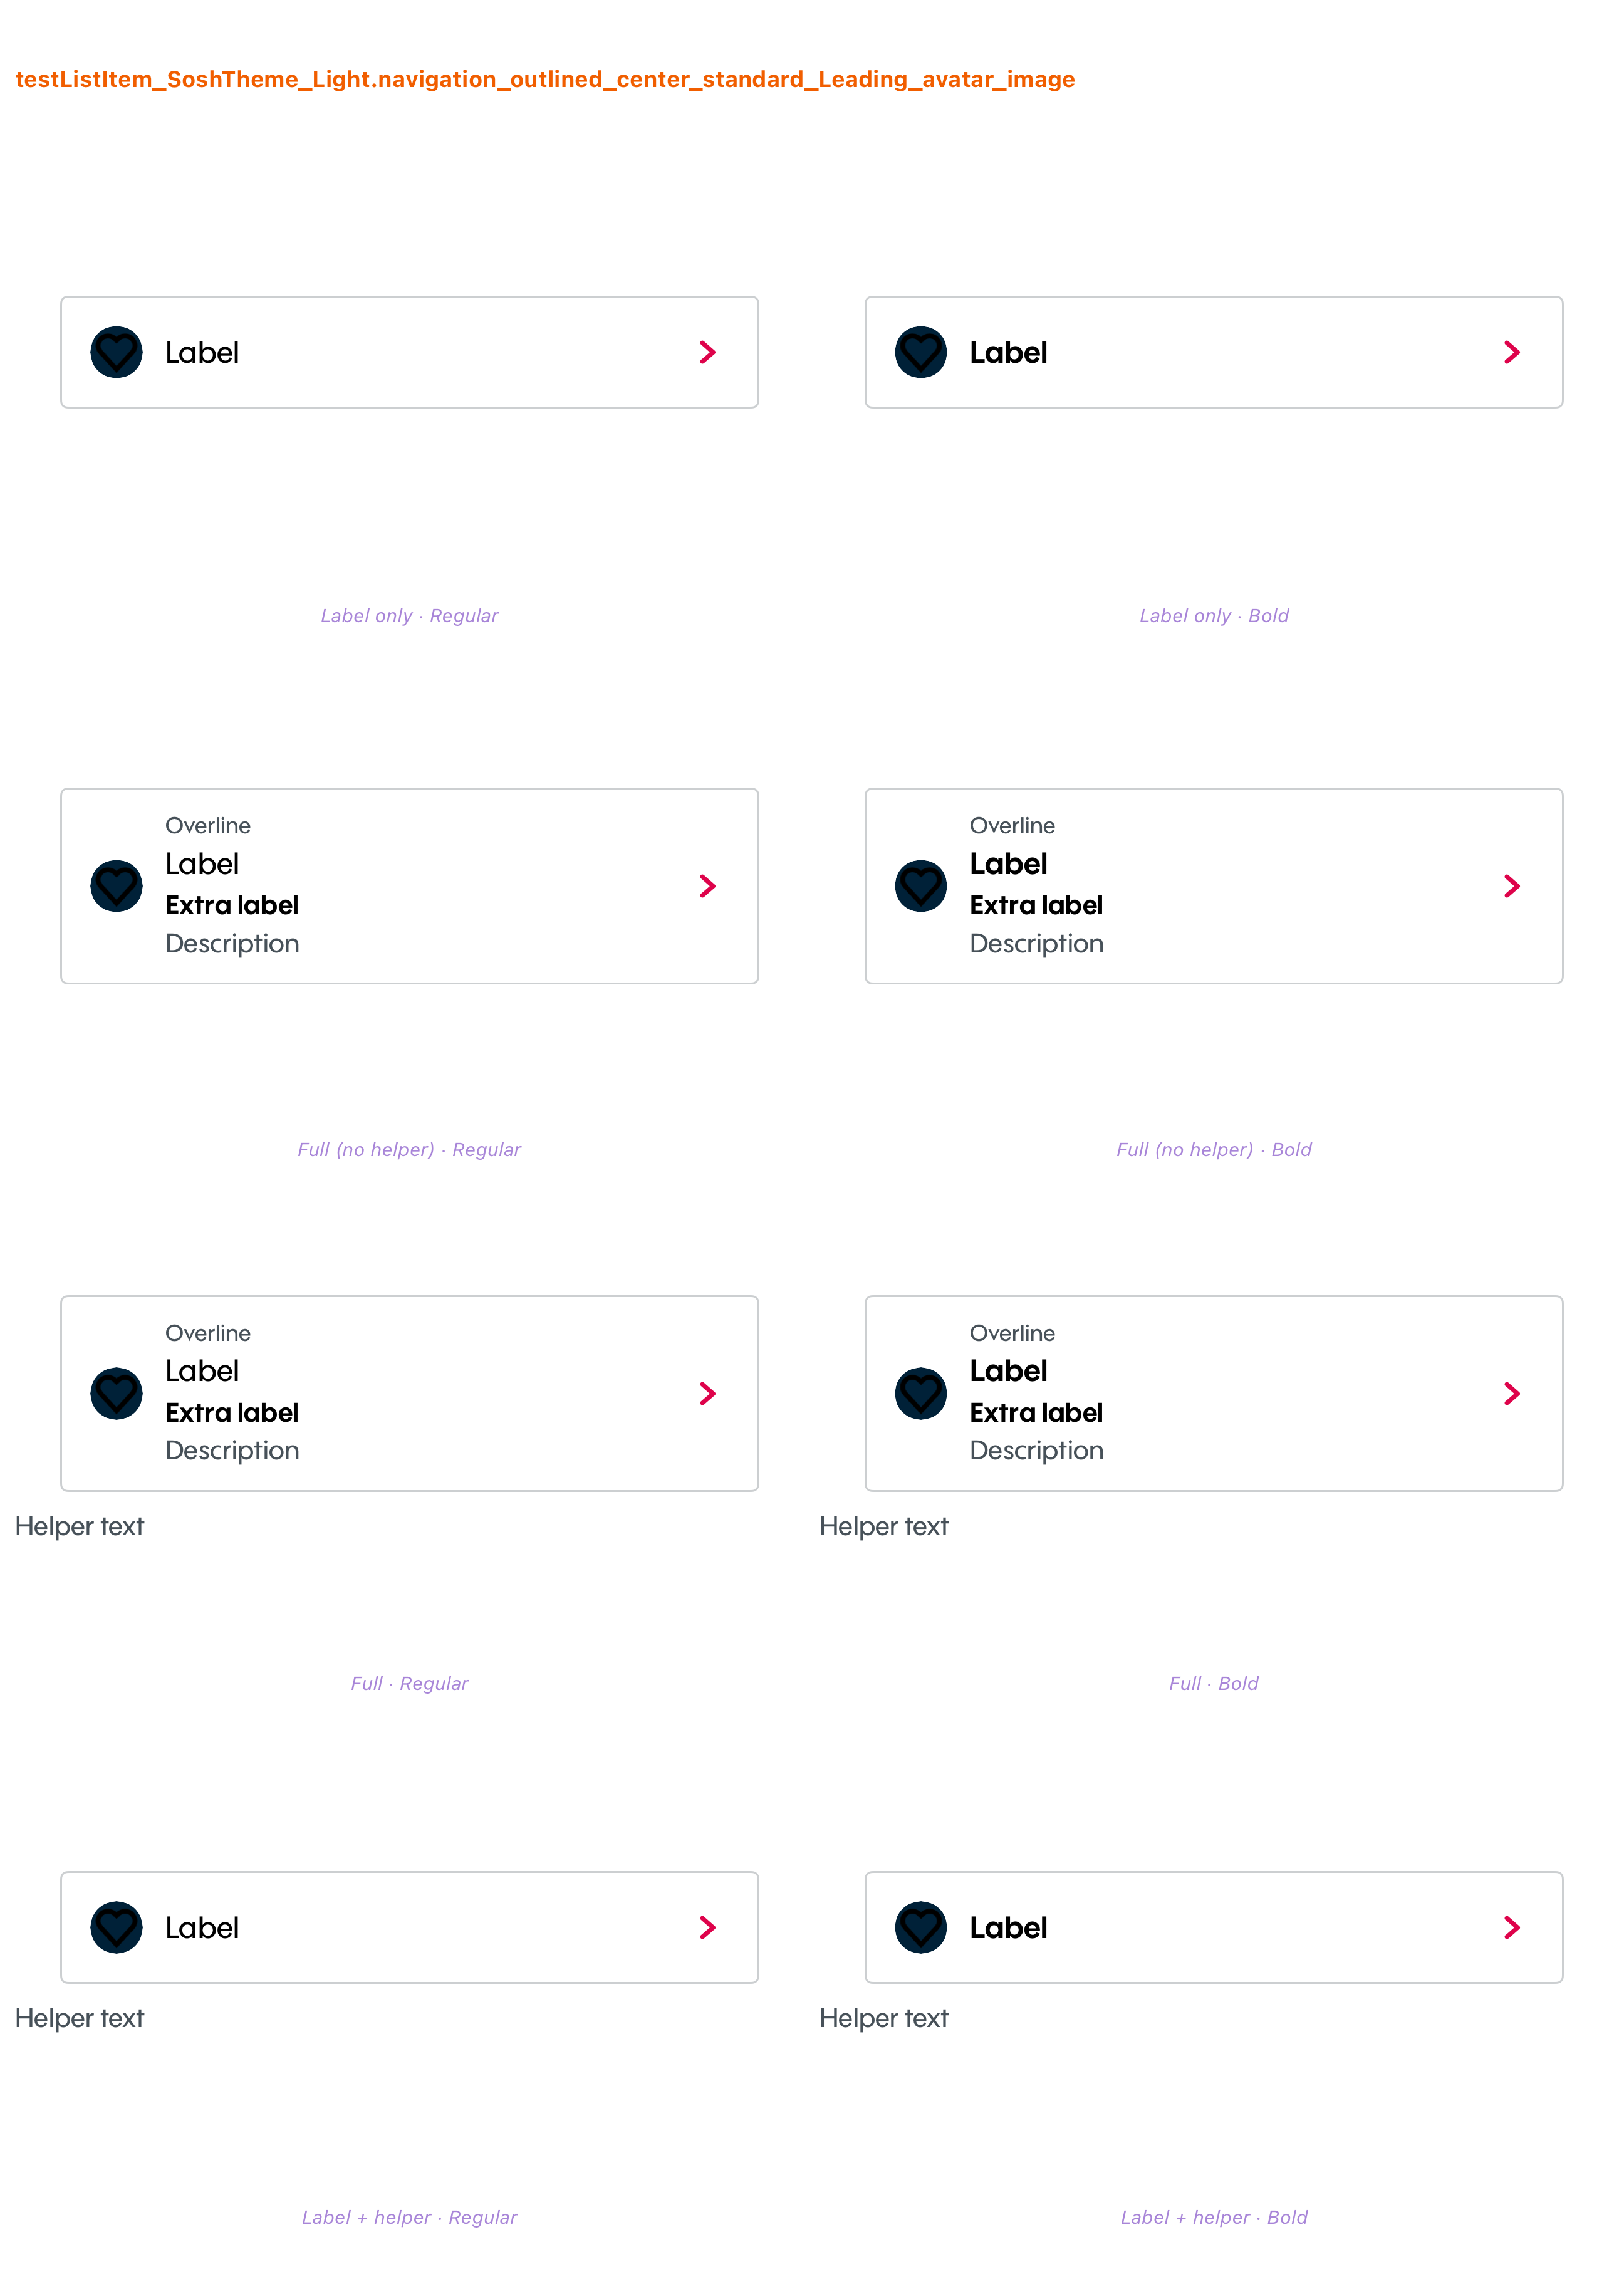 testListItem_SoshTheme_Light.navigation_outlined_center_standard_Leading_avatar_image
Label
Label
Label only · Regular
Label only · Bold
Overline
Label
Extra label
Description
Overline
Label
Extra label
Description
Full (no helper) · Regular
Full (no helper) · Bold
Overline
Label
Extra label
Description
Helper text
Overline
Label
Extra label
Description
Helper text
Full · Regular
Full · Bold
Label
Helper text
Label
Helper text
Label + helper · Regular
Label + helper · Bold